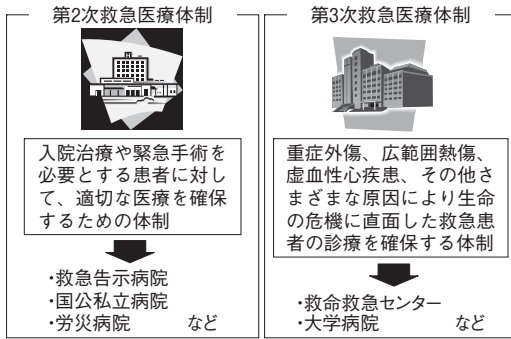 第2次救急医療体制
入院治療や緊急手術を
必要とする患者に対し
て、適切な医療を確保
するための体制
・救急告示病院
・国公私立病院
・労災病院 など
第3次救急医療体制
重症外傷、広範囲熱傷、
虚血性心疾患、その他さ
まざまな原因により生命
の危機に直面した救急患
者の診療を確保する体制
・救命救急センター
・大学病院 など